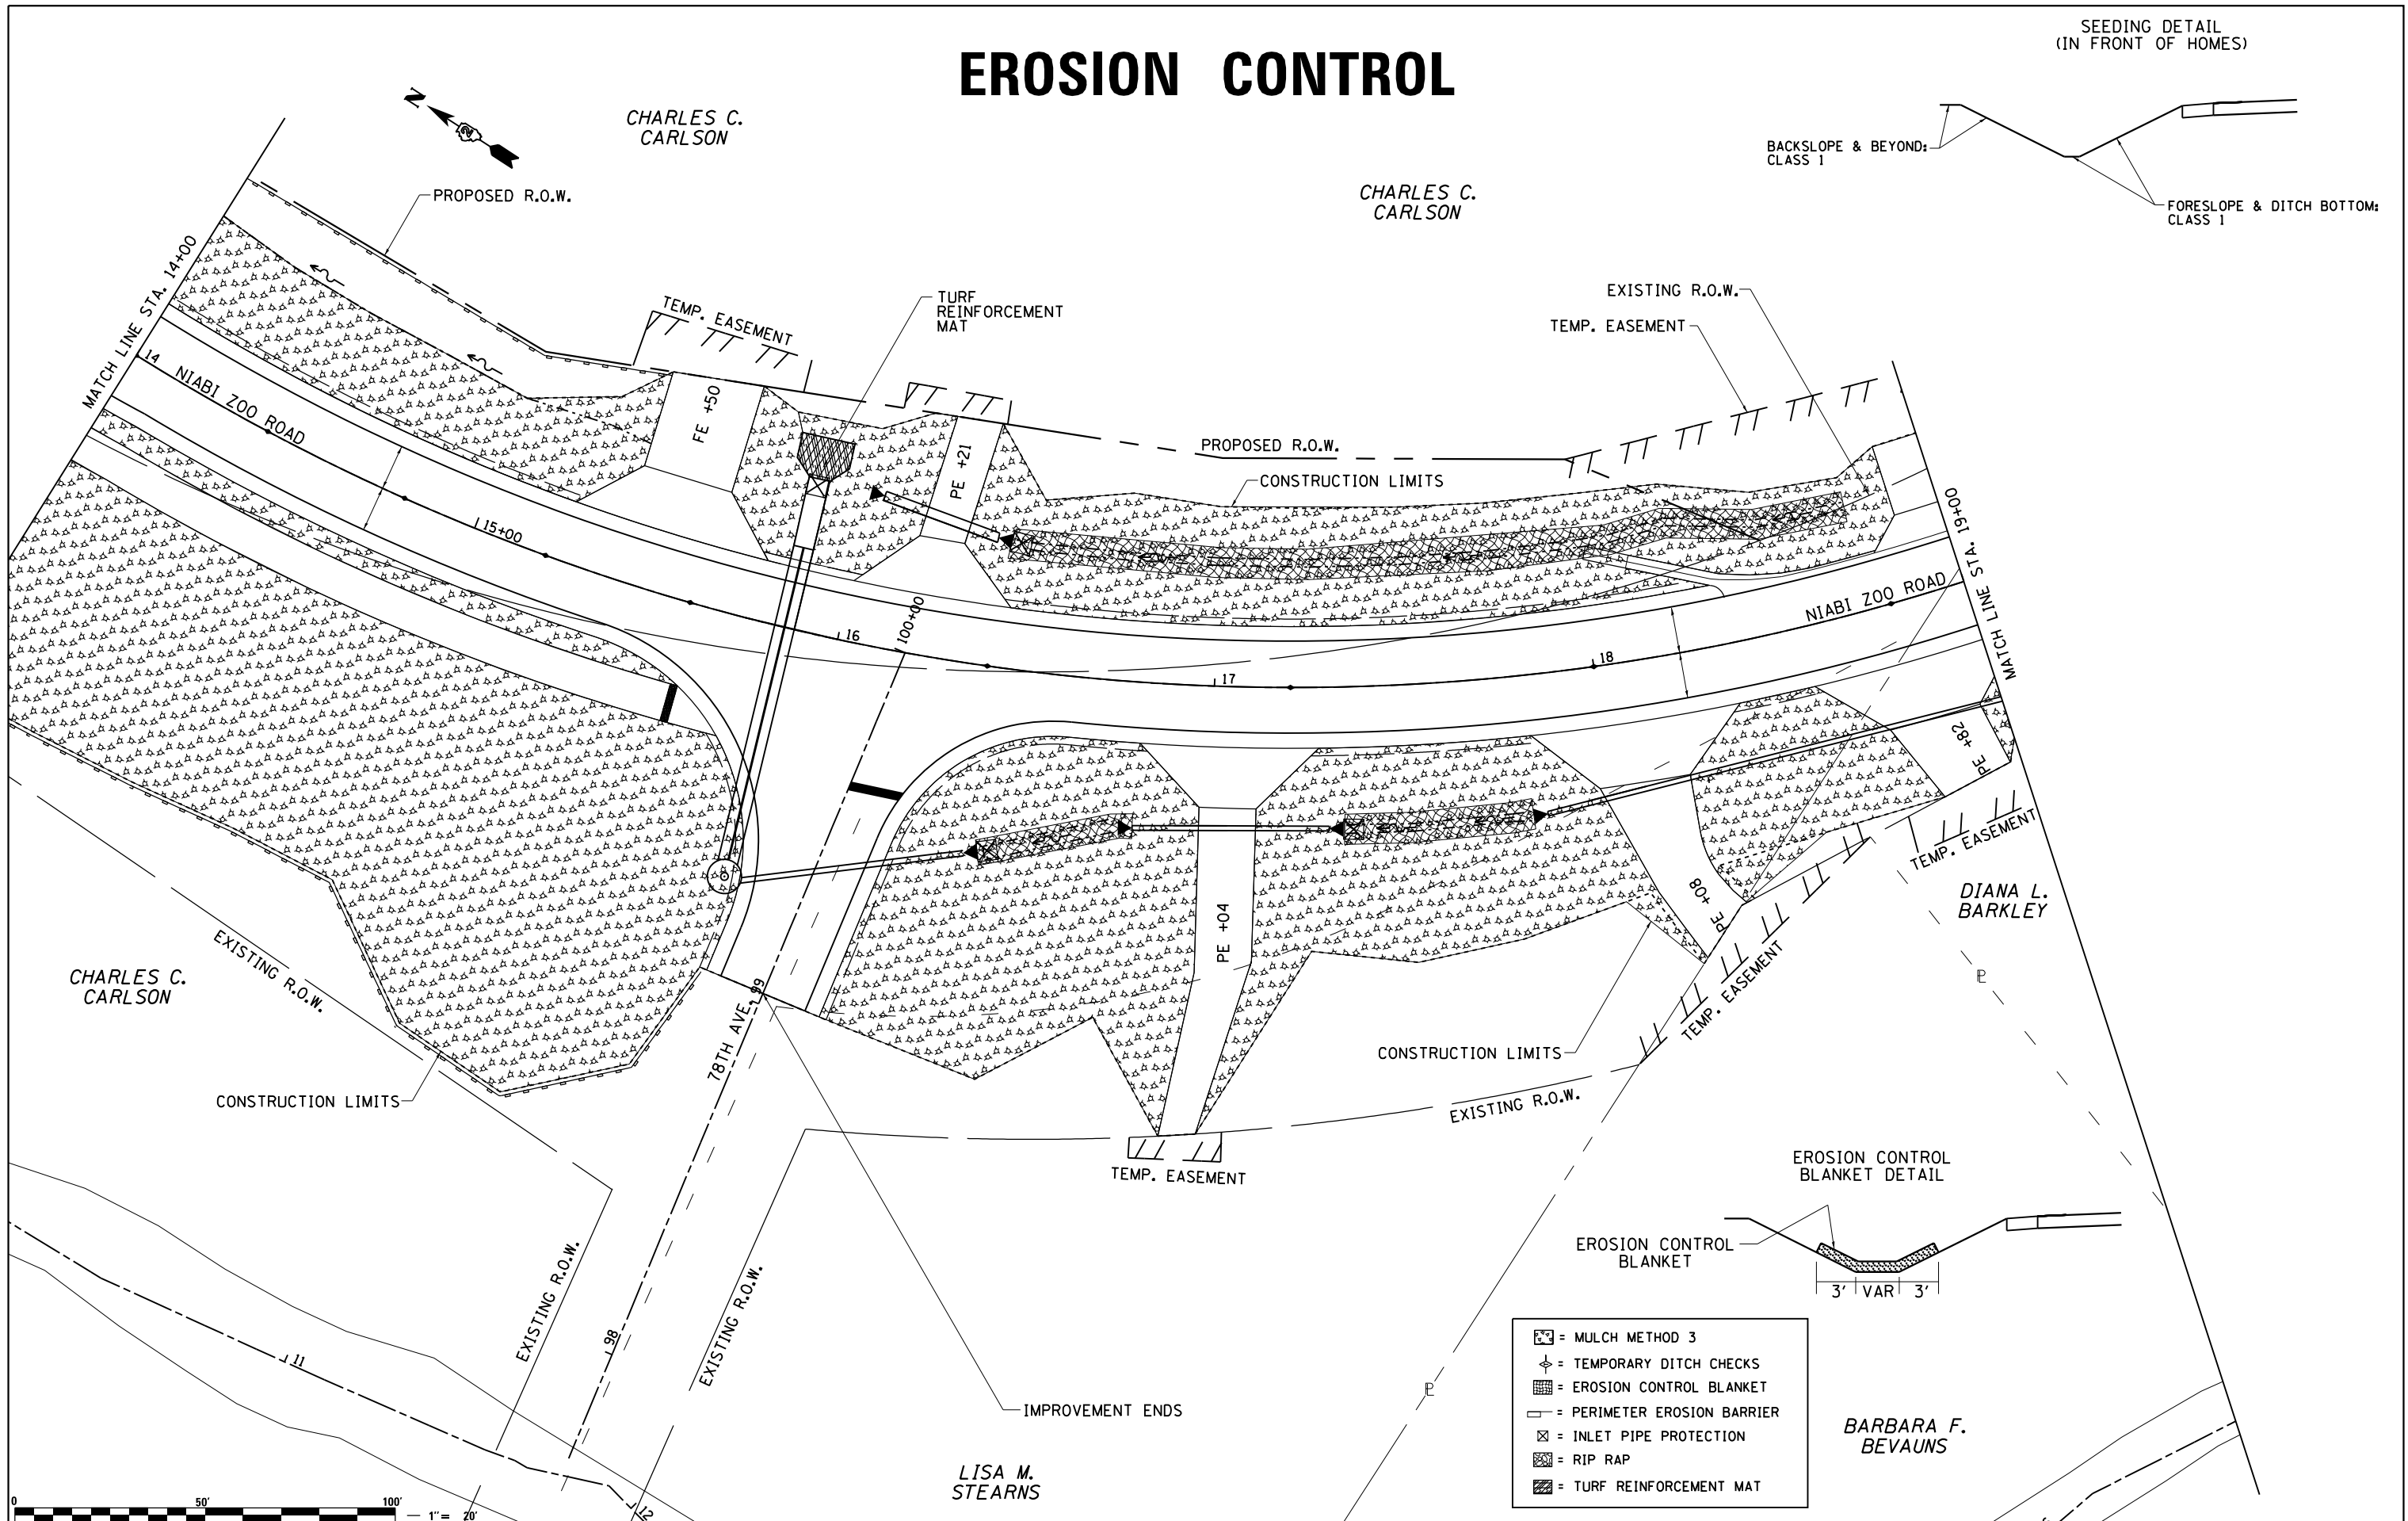 EROSION CONTROL
SEEDING DETAIL
(IN FRONT OF HOMES)
BACKSLOPE & BEYOND:
CLASS 1
FORESLOPE & DITCH BOTTOM:
CLASS 1
N
CHARLES C.
CARLSON
CHARLES C.
CARLSON
PROPOSED R.O.W.
MATCH LINE STA. 14+00
TEMP. EASEMENT
TURF
REINFORCEMENT
MAT
EXISTING R.O.W.
TEMP. EASEMENT
14
NIABI ZOO ROAD
FE +50
PE +21
PROPOSED R.O.W.
CONSTRUCTION LIMITS
15+00
16
100+00
17
18
NIABI ZOO ROAD
MATCH LINE STA. 19+00
PE +82
TEMP. EASEMENT
DIANA L.
BARKLEY
PE +08
TEMP. EASEMENT
PE +04
CHARLES C.
CARLSON
EXISTING R.O.W.
78TH AVE.
99
CONSTRUCTION LIMITS
CONSTRUCTION LIMITS
EXISTING R.O.W.
TEMP. EASEMENT
EROSION CONTROL
BLANKET DETAIL
EROSION CONTROL
BLANKET
3' VAR 3'
EXISTING R.O.W.
EXISTING R.O.W.
98
11
12
IMPROVEMENT ENDS
LISA M.
STEARNS
BARBARA F.
BEVAUNS
= MULCH METHOD 3
= TEMPORARY DITCH CHECKS
= EROSION CONTROL BLANKET
= PERIMETER EROSION BARRIER
= INLET PIPE PROTECTION
= RIP RAP
= TURF REINFORCEMENT MAT
0 50' 100'
1" = 20'